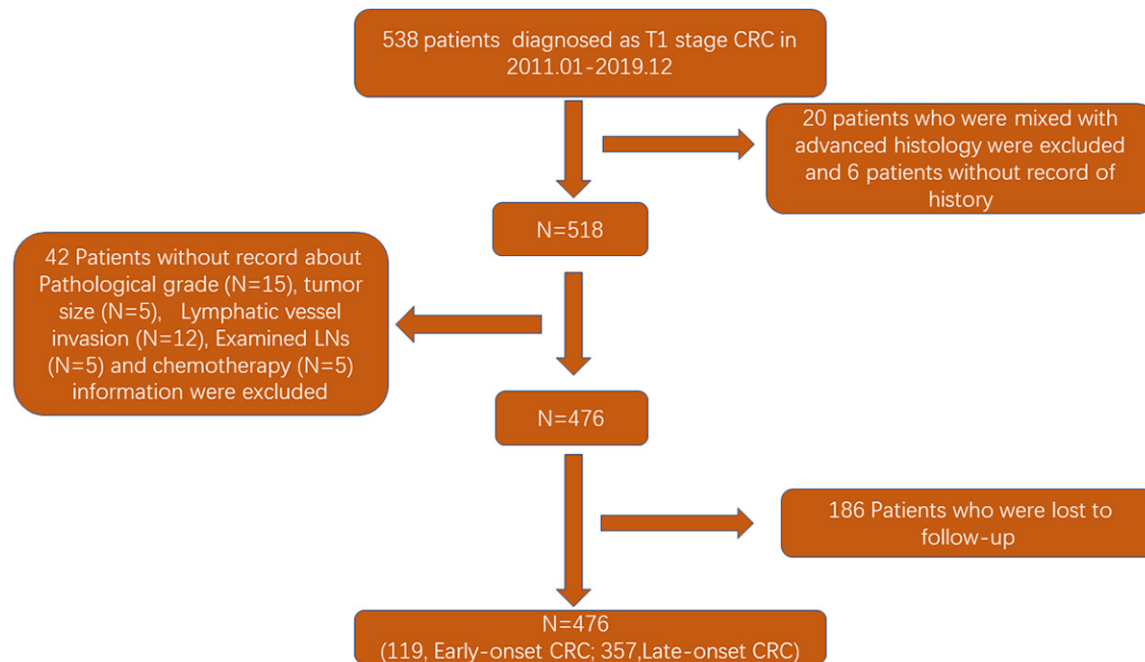 538 patients diagnosed as T1 stage CRC in
2011.01-2019.12
20 patients who were mixed with
advanced histology were excluded
and 6 patients without record of
history
N=518
42 Patients without record about
Pathological grade (N=15), tumor
size (N=5), Lymphatic vessel
invasion (N=12), Examined LNs
(N=5) and chemotherapy (N=5)
information were excluded
N=476
186 Patients who were lost to
follow-up
N=476
(119, Early-onset CRC; 357,Late-onset CRC)